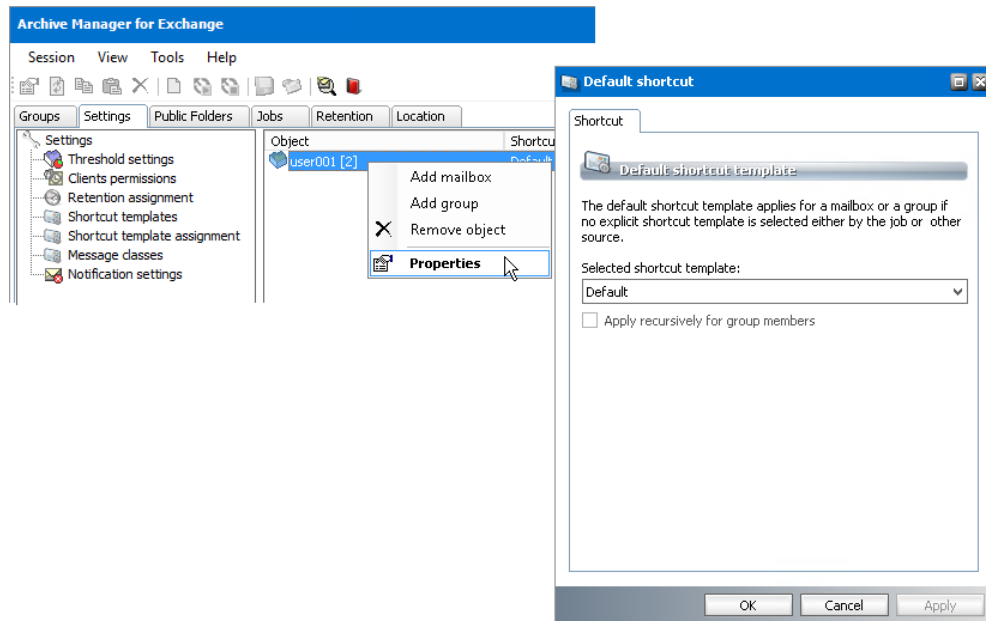 Archive Manager for Exchange
Session View Tools Help
Groups Settings Public Folders Jobs Retention Location
Settings
Threshold settings
Clients permissions
Retention assignment
Shortcut templates
Shortcut template assignment
Message classes
Notification settings
Object Shortcu
user001 [2] Default
Add mailbox
Add group
Remove object
Properties
Default shortcut
Shortcut
Default shortcut template
The default shortcut template applies for a mailbox or a group if
no explicit shortcut template is selected either by the job or other
source.
Selected shortcut template:
Default
Apply recursively for group members
OK Cancel Apply